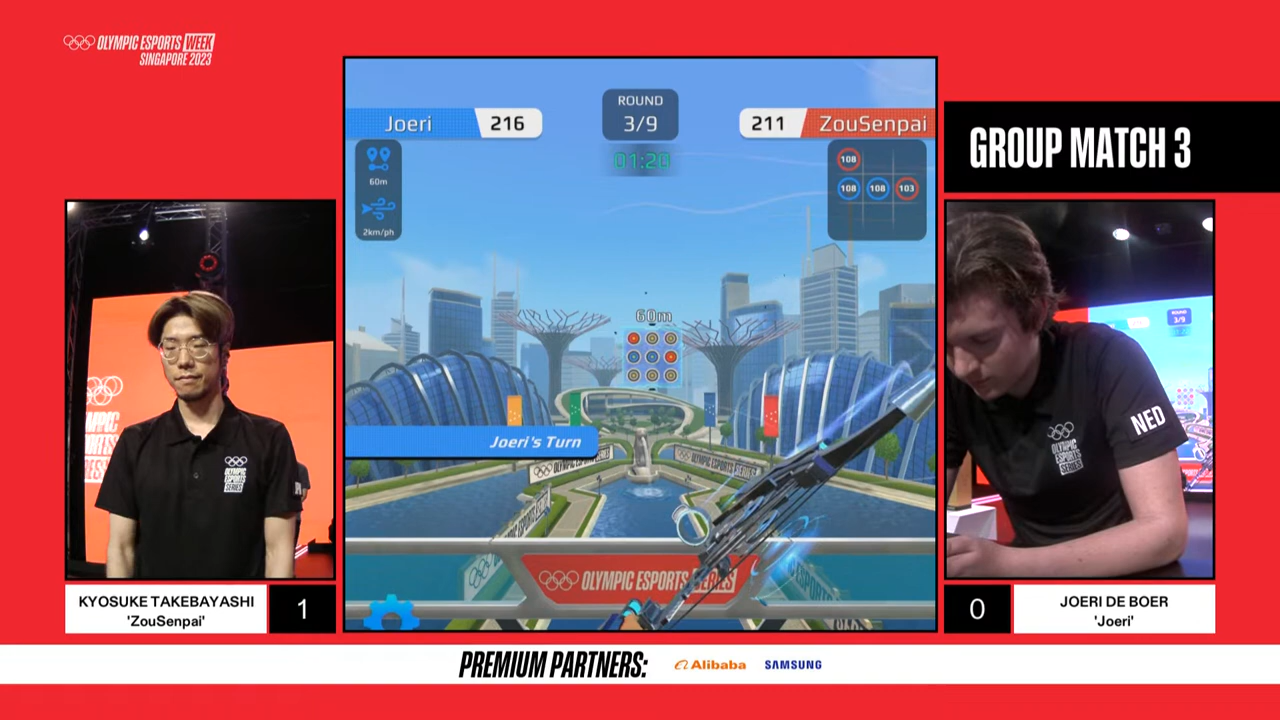 OLYMPIC ESPORTS WEEK
SINGAPORE 2023
Joeri 216
ROUND
3/9
211 ZouSenpai
01:20
60m
2km/ph
108
108 108 103
60m
Joeri's Turn
OLYMPIC ESPORTS SERIES
GROUP MATCH 3
NED
OLYMPIC
ESPORTS
SERIES
KYOSUKE TAKEBAYASHI
'ZouSenpai'
1
0
JOERI DE BOER
'Joeri'
PREMIUM PARTNERS: Alibaba SAMSUNG